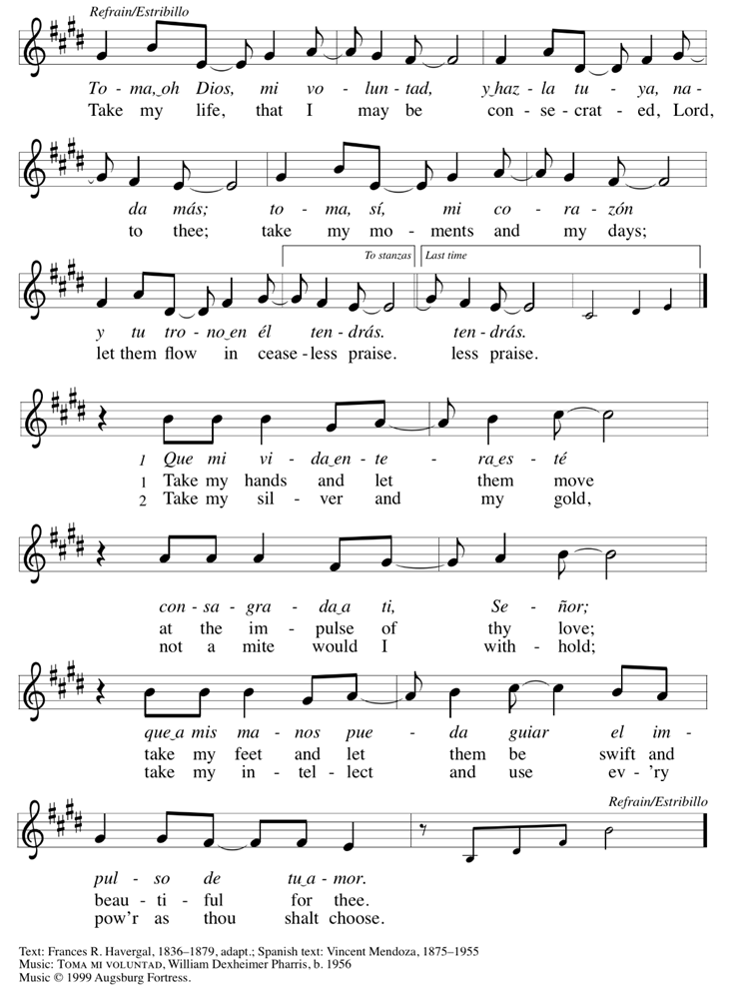 Refrain/Estribillo
To - ma, oh Dios, mi vo - lun - tad, y haz - la tu - ya, na -
Take my life, that I may be con - se - crat - ed, Lord,
da más; to - ma, sí, mi co - ra - zón
to thee; take my mo - ments and my days;
To stanzas Last time
y tu tro - no en él ten - drás. ten - drás.
let them flow in cease - less praise. less praise.
1 Que mi vi - da en - te - ra es - té
1 Take my hands and let them move
2 Take my sil - ver and my gold,
con - sa - gra - da a ti, Se - ñor;
at the im - pulse of thy love;
not a mite would I with - hold;
que a mis ma - nos pue - da guiar el im -
take my feet and let them be swift and
take my in - tel - lect and use ev - 'ry
Refrain/Estribillo
pul - so de tu a - mor.
beau - ti - ful for thee.
pow'r as thou shalt choose.
Text: Frances R. Havergal, 1836–1879, adapt.; Spanish text: Vincent Mendoza, 1875–1955
Music: TOMA MI VOLUNTAD, William Dexheimer Pharris, b. 1956
Music © 1999 Augsburg Fortress.